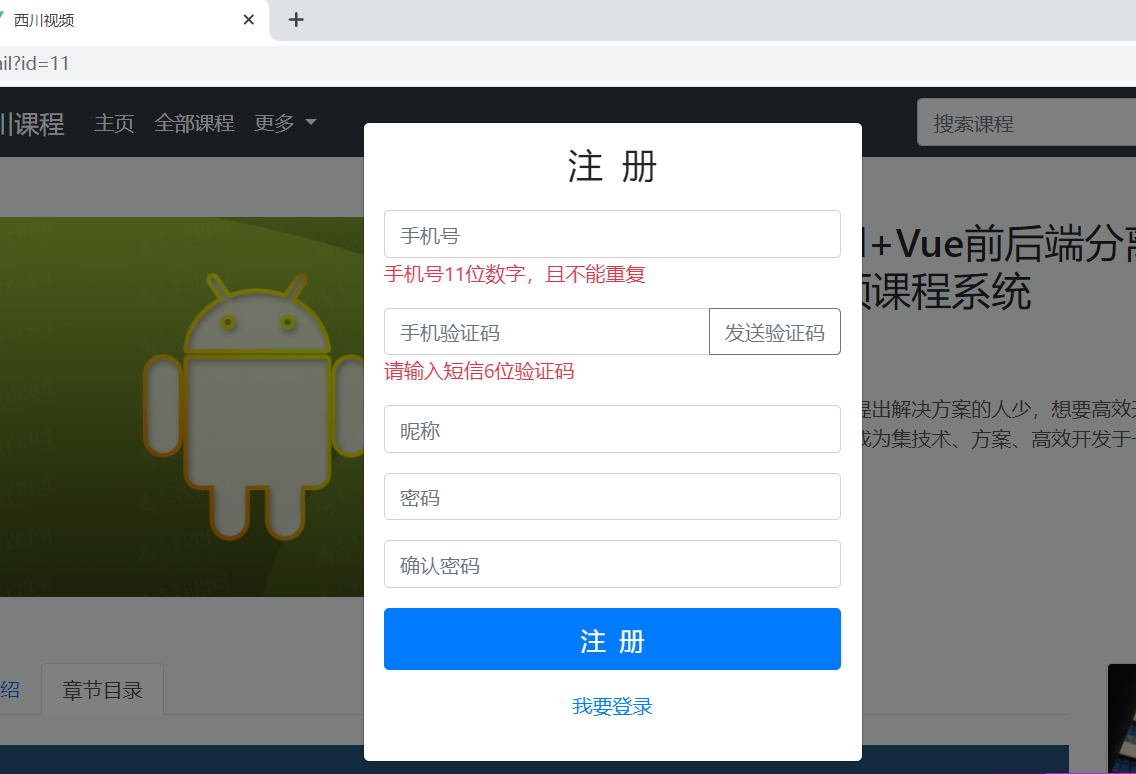 西川视频
ail?id=11
川课程 主页 全部课程 更多 搜索课程
注 册
手机号
手机号11位数字，且不能重复
手机验证码 发送验证码
请输入短信6位验证码
昵称
密码
确认密码
注 册
我要登录
+Vue前后端分离
频课程系统
提出解决方案的人少，想要高效
成为集技术、方案、高效开发于
绍 章节目录